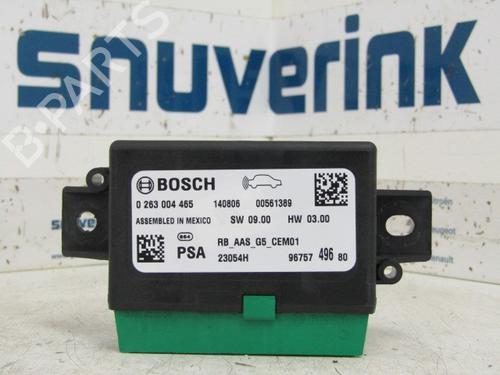 snuverink
B-PARTS
BOSCH
0 263 004 465 140806 00561389
ASSEMBLED IN MEXICO SW 09.00 HW 03.00
PSA RB_AAS_G5_CEM01
23054H 96757 496 80